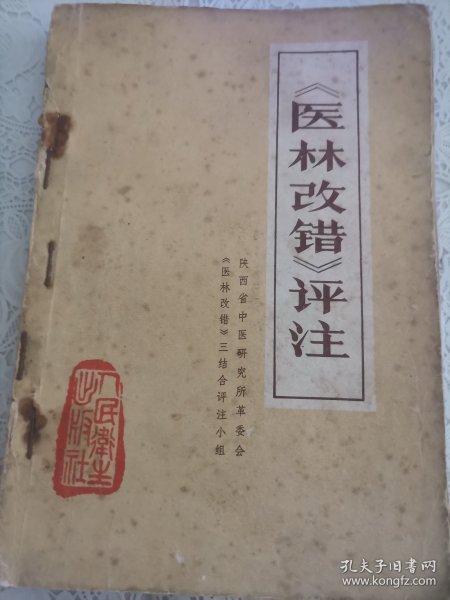 《医林改错》评注
陕西省中医研究所革委会
《医林改错》三结合评注小组
人民衛生
出版社
孔夫子旧书网
www.kongfz.com